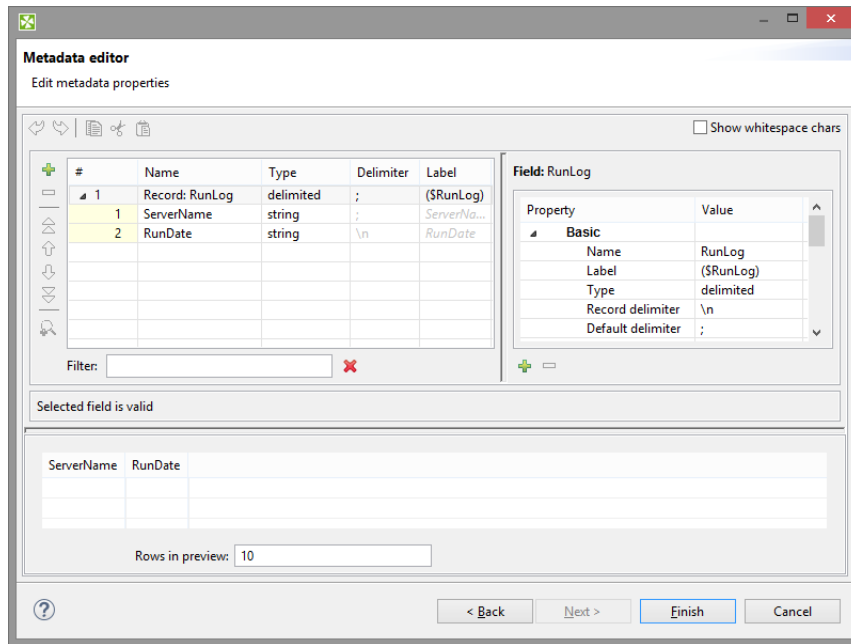 Metadata editor
Edit metadata properties
Show whitespace chars
# Name Type Delimiter Label
1 Record: RunLog delimited ; ($RunLog)
1 ServerName string ; ServerNa...
2 RunDate string \n RunDate
Filter:
Field: RunLog
Property Value
Basic
Name RunLog
Label ($RunLog)
Type delimited
Record delimiter \n
Default delimiter ;
Selected field is valid
ServerName RunDate
Rows in preview: 10
< Back Next > Finish Cancel